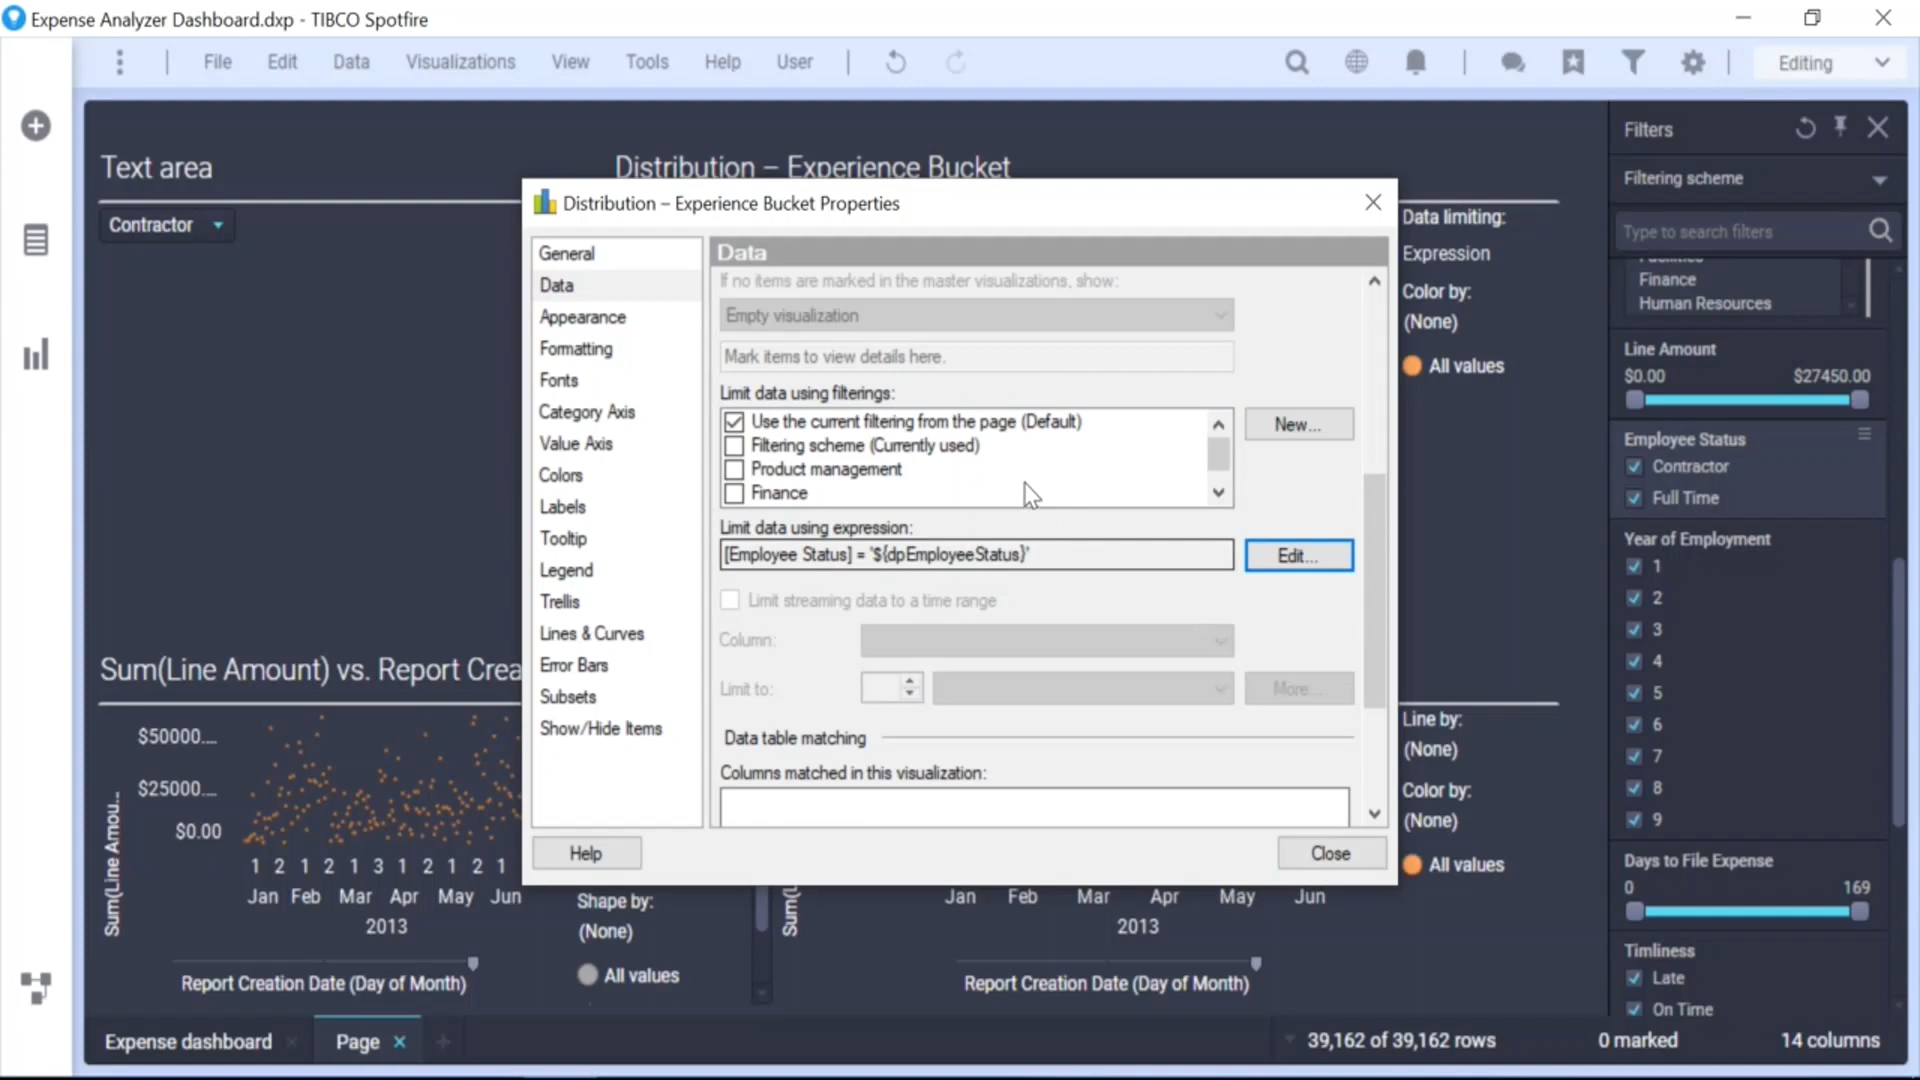 Expense Analyzer Dashboard.dxp - TIBCO Spotfire
File Edit Data Visualizations View Tools Help User
Editing
Text area
Contractor
Distribution – Experience Bucket
Distribution – Experience Bucket Properties
General
Data
Appearance
Formatting
Fonts
Category Axis
Value Axis
Colors
Labels
Tooltip
Legend
Trellis
Lines & Curves
Error Bars
Subsets
Show/Hide Items
Data
If no items are marked in the master visualizations, show:
Empty visualization
Mark items to view details here.
Limit data using filterings:
Use the current filtering from the page (Default)
Filtering scheme (Currently used)
Product management
Finance
New...
Limit data using expression:
[Employee Status] = '${dpEmployeeStatus}'
Edit...
Limit streaming data to a time range
Column:
Limit to:
More...
Data table matching
Columns matched in this visualization:
Help
Close
Data limiting:
Expression
Color by:
(None)
All values
Sum(Line Amount) vs. Report Crea
Sum(Line Amou...
$50000....
$25000....
$0.00
1 2 1 2 1 3 1 2 1 2 1
Jan Feb Mar Apr May Jun
2013
Report Creation Date (Day of Month)
Shape by:
(None)
All values
Jan Feb Mar Apr May Jun
2013
Report Creation Date (Day of Month)
Line by:
(None)
Color by:
(None)
All values
Filters
Filtering scheme
Type to search filters
Finance
Human Resources
Line Amount
$0.00 $27450.00
Employee Status
Contractor
Full Time
Year of Employment
1
2
3
4
5
6
7
8
9
Days to File Expense
0 169
Timliness
Late
On Time
Expense dashboard
Page
39,162 of 39,162 rows
0 marked
14 columns